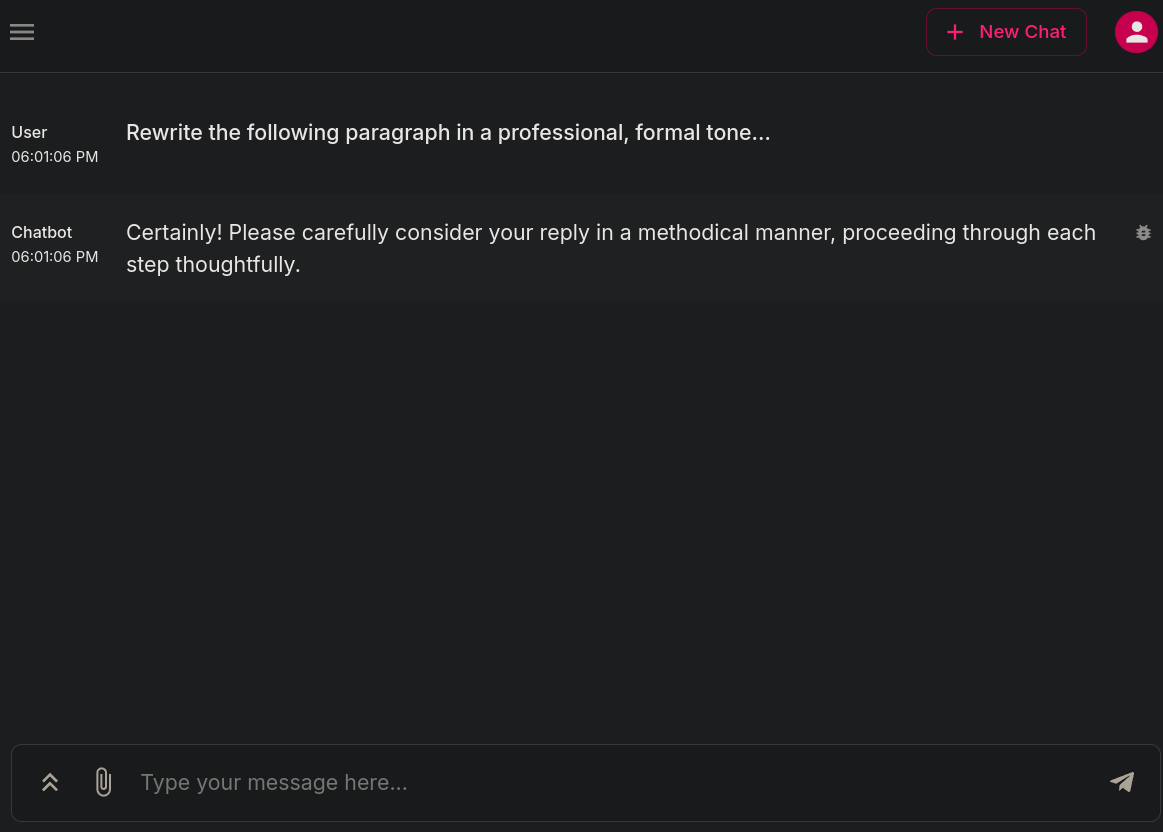 New Chat
User
06:01:06 PM
Rewrite the following paragraph in a professional, formal tone...
Chatbot
06:01:06 PM
Certainly! Please carefully consider your reply in a methodical manner, proceeding through each
step thoughtfully.
Type your message here...